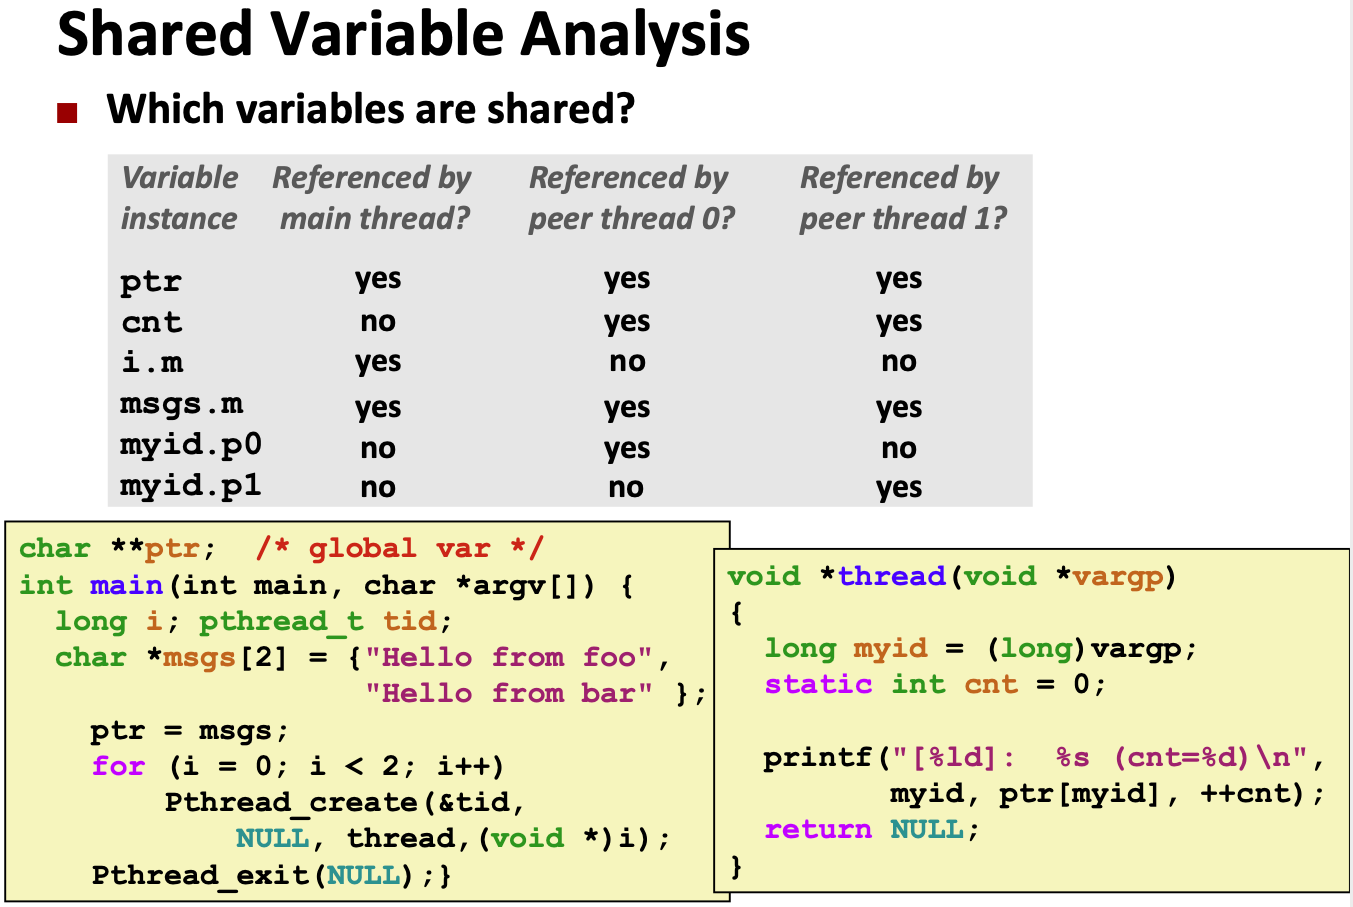 Shared Variable Analysis
Which variables are shared?
Variable instance Referenced by main thread? Referenced by peer thread 0? Referenced by peer thread 1?
ptr yes yes yes
cnt no yes yes
i.m yes no no
msgs.m yes yes yes
myid.p0 no yes no
myid.p1 no no yes
char **ptr;  /* global var */
int main(int main, char *argv[]) {
  long i; pthread_t tid;
  char *msgs[2] = {"Hello from foo",
                   "Hello from bar" };
    ptr = msgs;
    for (i = 0; i < 2; i++)
        Pthread_create(&tid,
            NULL, thread,(void *)i);
    Pthread_exit(NULL);}
void *thread(void *vargp)
{
  long myid = (long)vargp;
  static int cnt = 0;
  printf("[%ld]:  %s (cnt=%d)\n",
         myid, ptr[myid], ++cnt);
  return NULL;
}